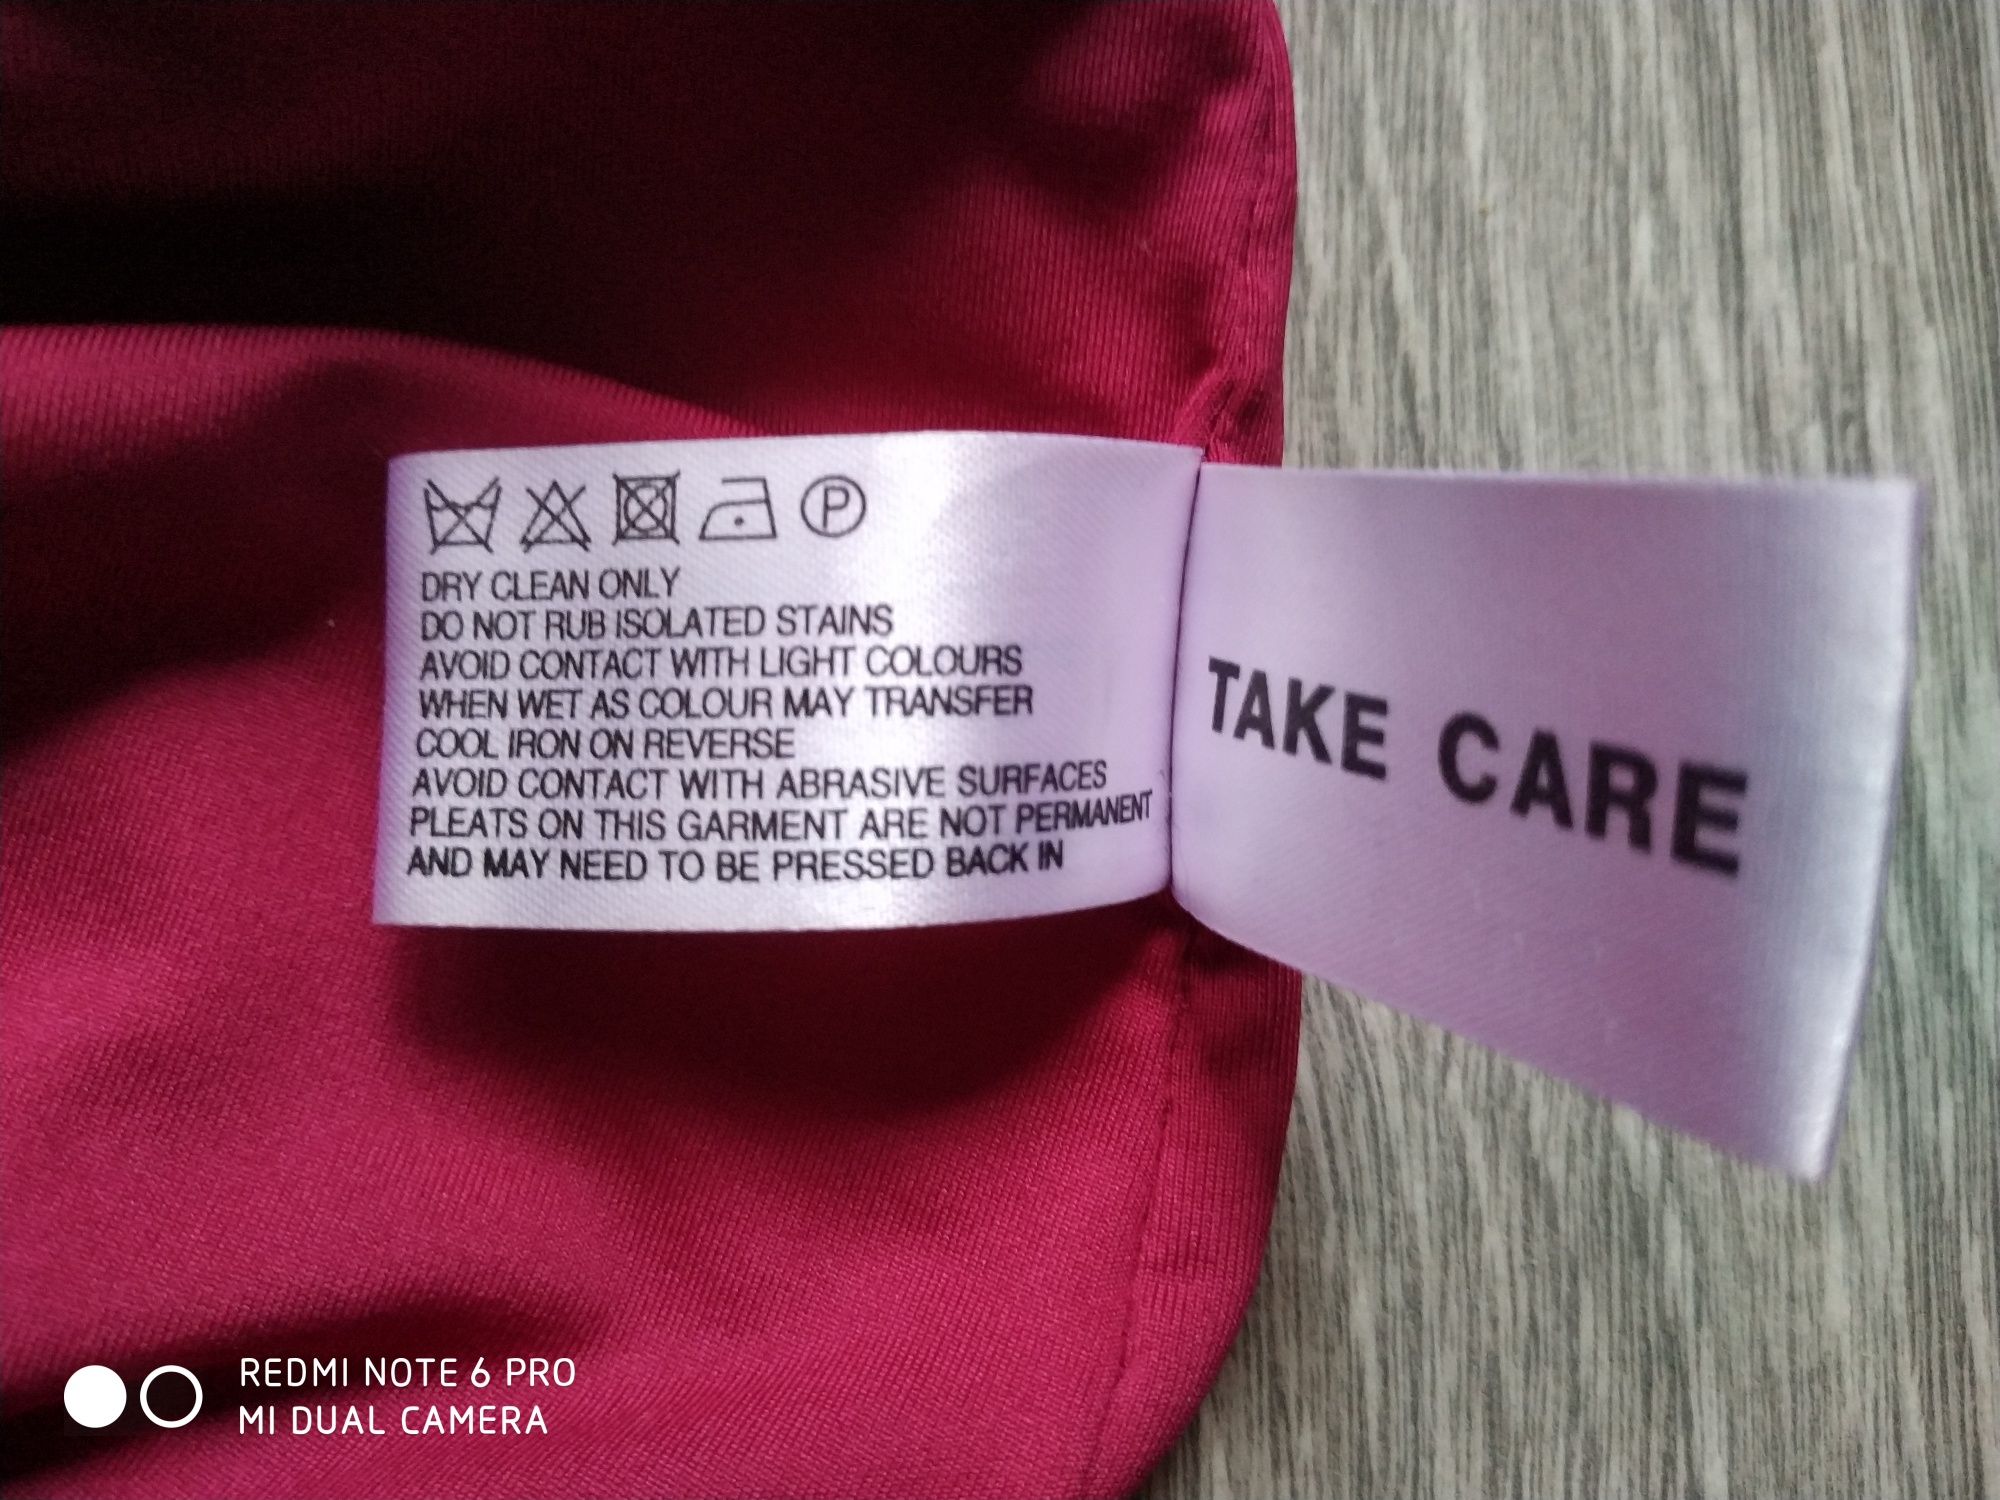 P
DRY CLEAN ONLY
DO NOT RUB ISOLATED STAINS
AVOID CONTACT WITH LIGHT COLOURS
WHEN WET AS COLOUR MAY TRANSFER
COOL IRON ON REVERSE
AVOID CONTACT WITH ABRASIVE SURFACES
PLEATS ON THIS GARMENT ARE NOT PERMANENT
AND MAY NEED TO BE PRESSED BACK IN
TAKE CARE
REDMI NOTE 6 PRO
MI DUAL CAMERA